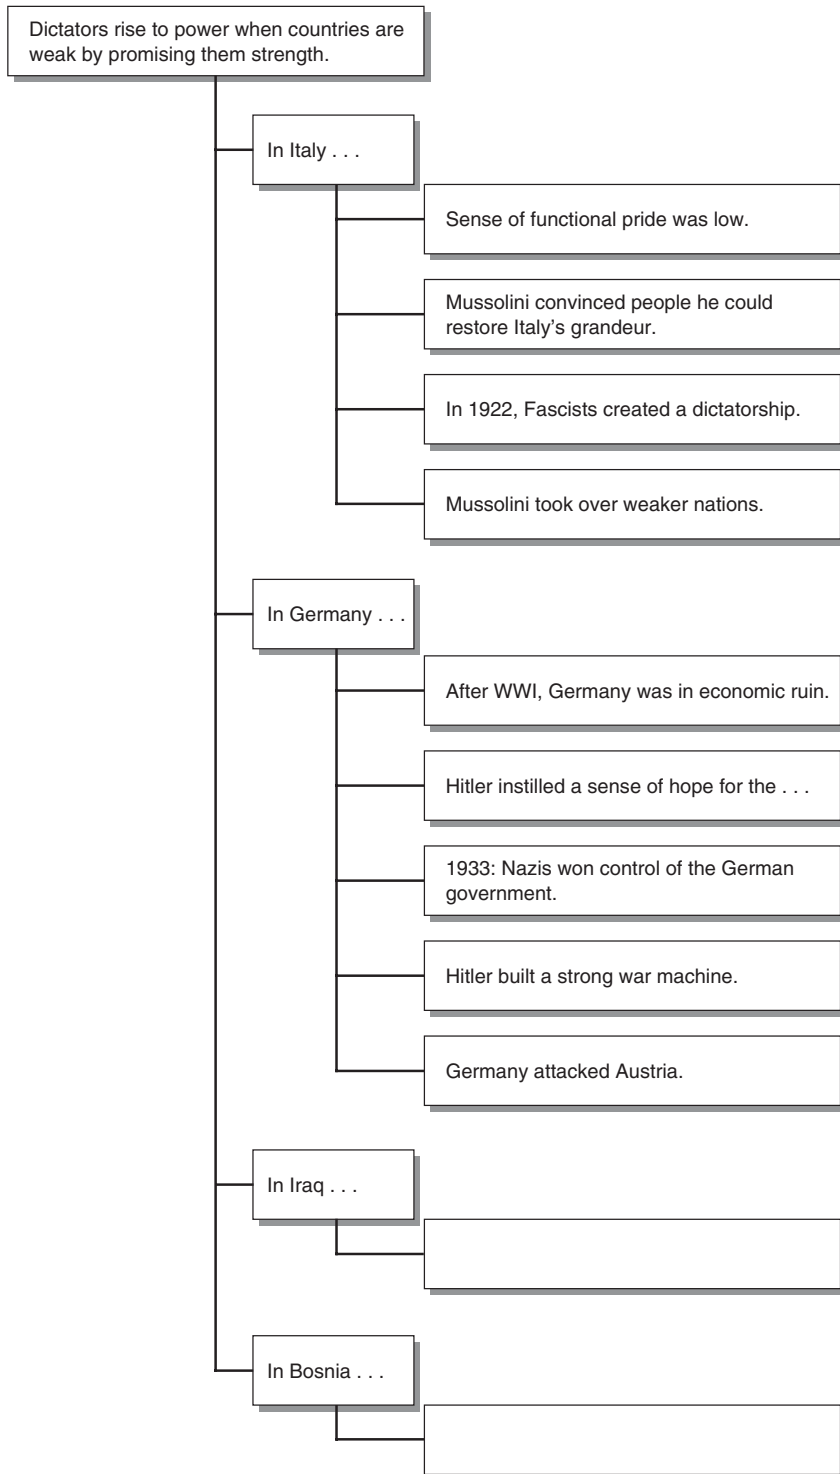 Dictators rise to power when countries are
weak by promising them strength.
In Italy . . .
Sense of functional pride was low.
Mussolini convinced people he could
restore Italy’s grandeur.
In 1922, Fascists created a dictatorship.
Mussolini took over weaker nations.
In Germany . . .
After WWI, Germany was in economic ruin.
Hitler instilled a sense of hope for the . . .
1933: Nazis won control of the German
government.
Hitler built a strong war machine.
Germany attacked Austria.
In Iraq . . .
In Bosnia . . .